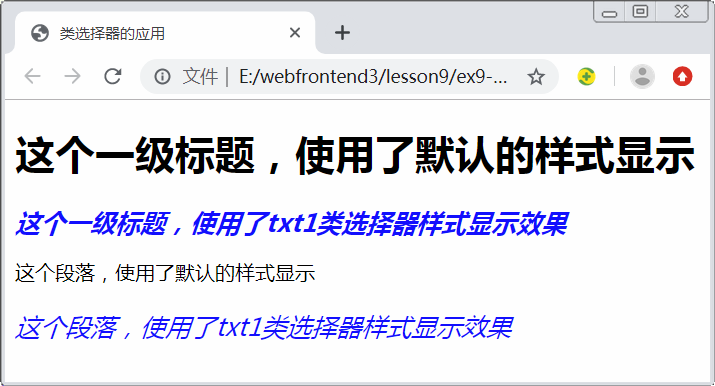 类选择器的应用
文件 | E:/webfrontend3/lesson9/ex9-...
这个一级标题，使用了默认的样式显示
这个一级标题，使用了txt1类选择器样式显示效果
这个段落，使用了默认的样式显示
这个段落，使用了txt1类选择器样式显示效果